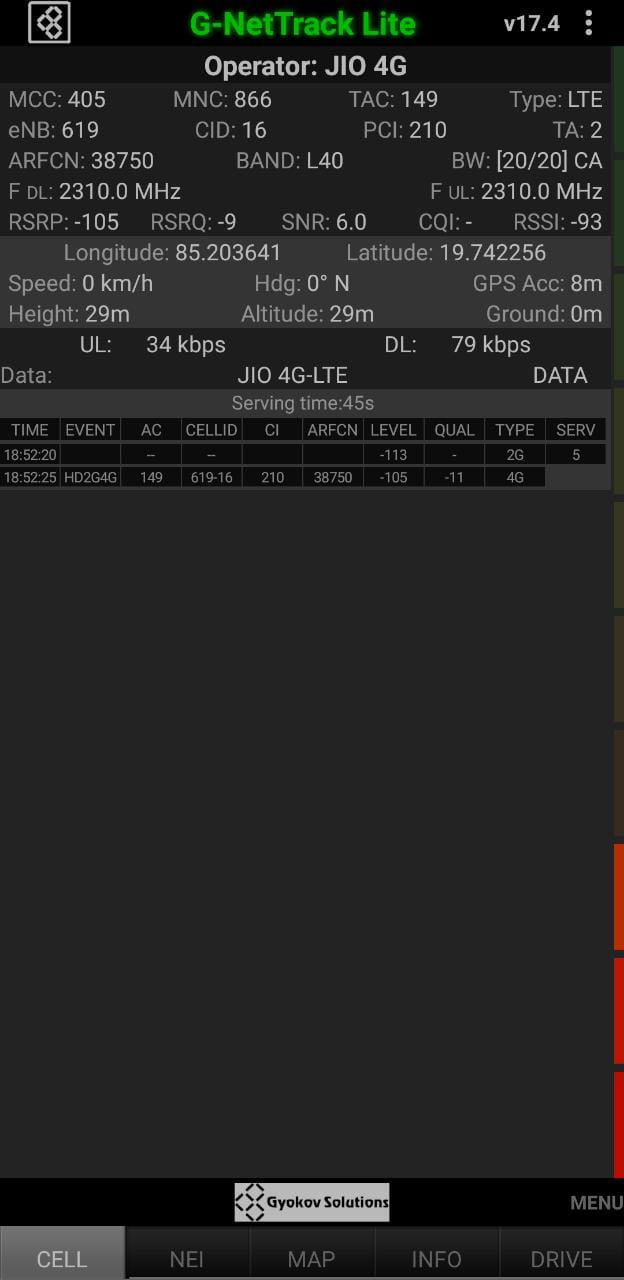 G-NetTrack Lite v17.4
Operator: JIO 4G
MCC: 405 MNC: 866 TAC: 149 Type: LTE
eNB: 619 CID: 16 PCI: 210 TA: 2
ARFCN: 38750 BAND: L40 BW: [20/20] CA
F DL: 2310.0 MHz F UL: 2310.0 MHz
RSRP: -105 RSRQ: -9 SNR: 6.0 CQI: - RSSI: -93
Longitude: 85.203641 Latitude: 19.742256
Speed: 0 km/h Hdg: 0° N GPS Acc: 8m
Height: 29m Altitude: 29m Ground: 0m
UL: 34 kbps DL: 79 kbps
Data: JIO 4G-LTE DATA
Serving time:45s
TIME EVENT AC CELLID CI ARFCN LEVEL QUAL TYPE SERV
18:52:20 -- -- -113 - 2G 5
18:52:25 HD2G4G 149 619-16 210 38750 -105 -11 4G
Gyokov Solutions MENU
CELL NEI MAP INFO DRIVE